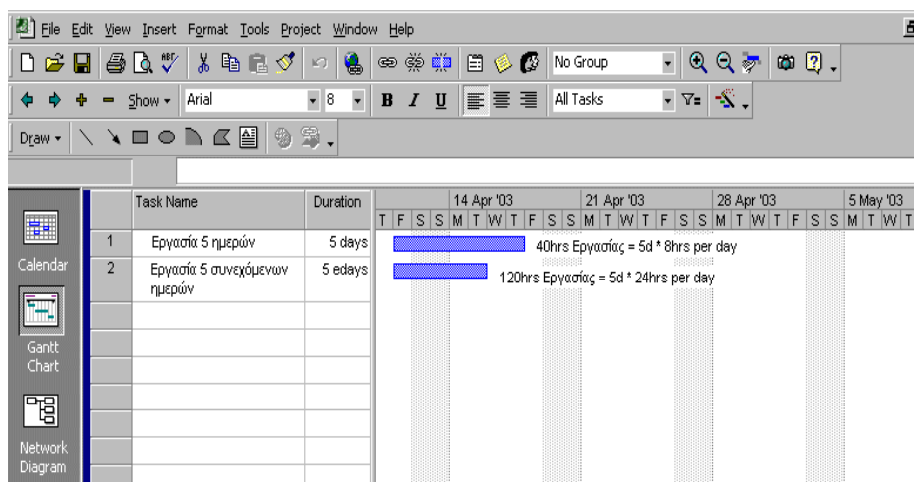 File Edit View Insert Format Tools Project Window Help
No Group
Show Arial 8 B I U All Tasks
Draw
Task Name Duration 14 Apr '03 21 Apr '03 28 Apr '03 5 May '03
T F S S M T W T F S S M T W T F S S M T W T F S S M T W T
1 Εργασία 5 ημερών 5 days 40hrs Εργασίας = 5d * 8hrs per day
Calendar
2 Εργασία 5 συνεχόμενων 5 edays
ημερών
120hrs Εργασίας = 5d * 24hrs per day
Gantt
Chart
Network
Diagram